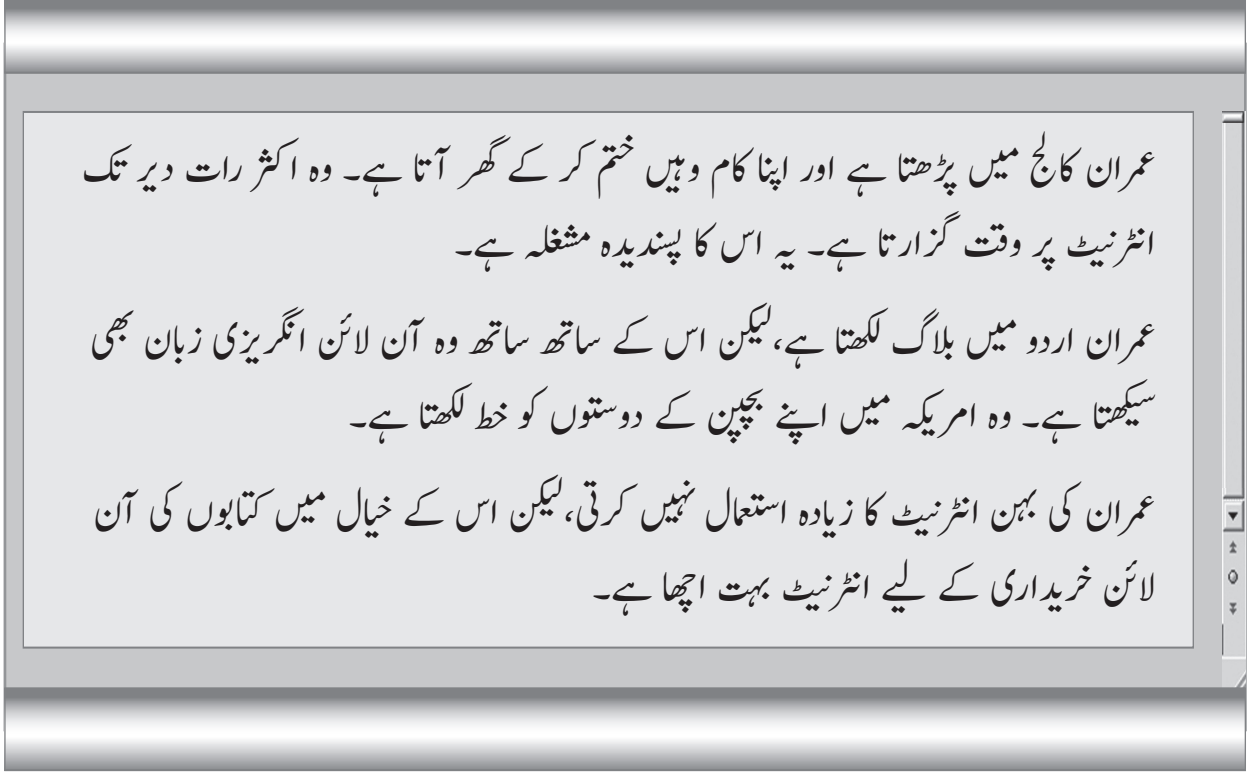 عمران کالج میں پڑھتا ہے اور اپنا کام وہیں ختم کر کے گھر آتا ہے۔ وہ اکثر رات دیر تک
انٹرنیٹ پر وقت گزارتا ہے۔ یہ اس کا پسندیدہ مشغلہ ہے۔
عمران اردو میں بلاگ لکھتا ہے،لیکن اس کے ساتھ ساتھ وہ آن لائن انگریزی زبان بھی
سیکھتا ہے۔ وہ امریکہ میں اپنے بچپن کے دوستوں کو خط لکھتا ہے۔
عمران کی بہن انٹرنیٹ کا زیادہ استعمال نہیں کرتی،لیکن اس کے خیال میں کتابوں کی آن
لائن خریداری کے لیے انٹرنیٹ بہت اچھا ہے۔